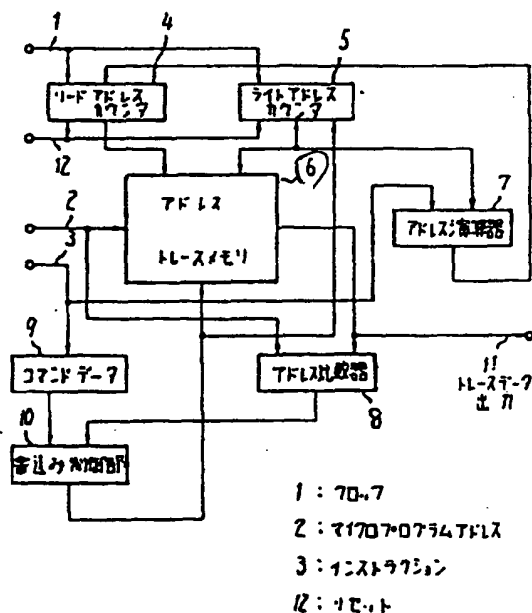 1
4
5
リード アドレス
カウンタ
ライトアドレス
カウンタ
12
6
2
アドレス
7
3
トレースメモリ
アドレス演算器
9
コマンドデータ
アドレス比較器
11
トレースデータ
出力
10
8
書込み制御部
1 : クロック
2 : マイクロプログラムアドレス
3 : インストラクション
12 : リセット